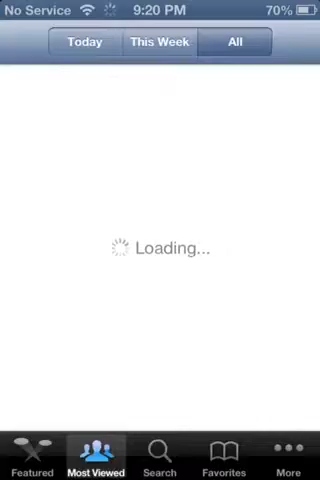 No Service 9:20 PM 70%
Today This Week All
Loading...
Featured Most Viewed Search Favorites More